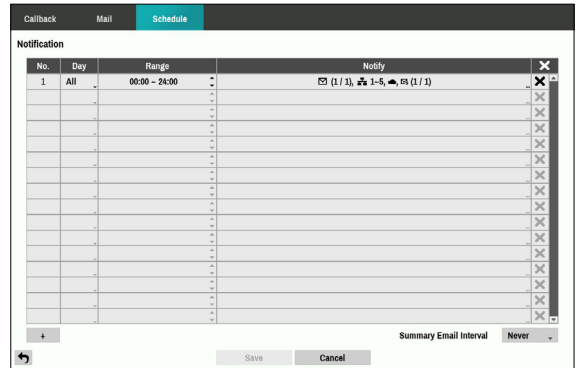 Callback Mail Schedule
Notification
No. Day Range Notify
1 All 00:00 ~ 24:00 (1 / 1), 1~5, , (1 / 1)
+ Summary Email Interval Never
Save Cancel